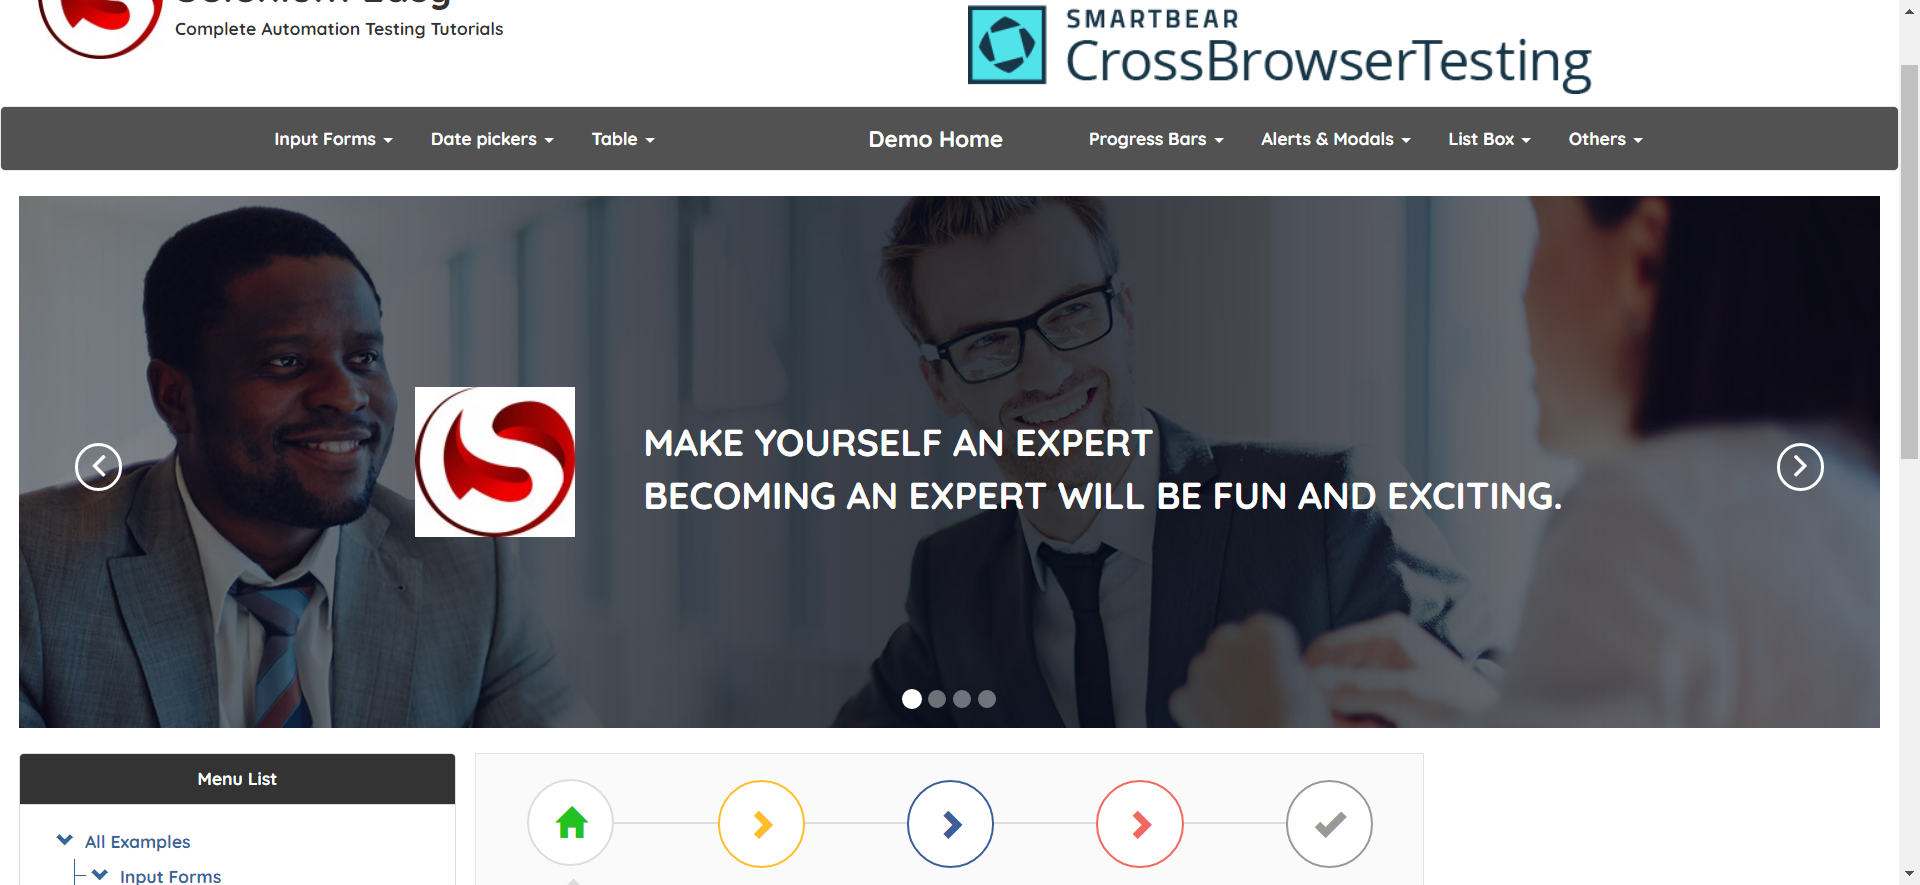 Selenium Easy
Complete Automation Testing Tutorials
SMARTBEAR
CrossBrowserTesting
Input Forms
Date pickers
Table
Demo Home
Progress Bars
Alerts & Modals
List Box
Others
MAKE YOURSELF AN EXPERT
BECOMING AN EXPERT WILL BE FUN AND EXCITING.
Menu List
All Examples
Input Forms